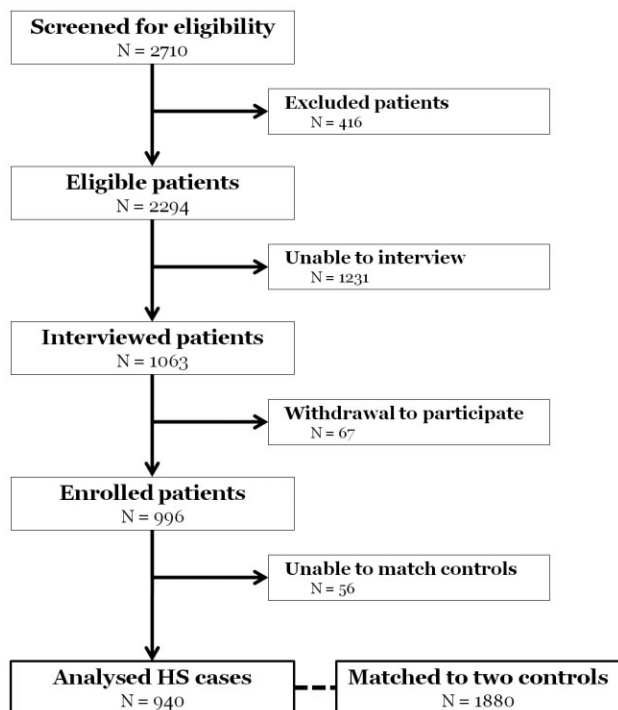 Screened for eligibility
N = 2710
Excluded patients
N = 416
Eligible patients
N = 2294
Unable to interview
N = 1231
Interviewed patients
N = 1063
Withdrawal to participate
N = 67
Enrolled patients
N = 996
Unable to match controls
N = 56
Analysed HS cases
N = 940
Matched to two controls
N = 1880